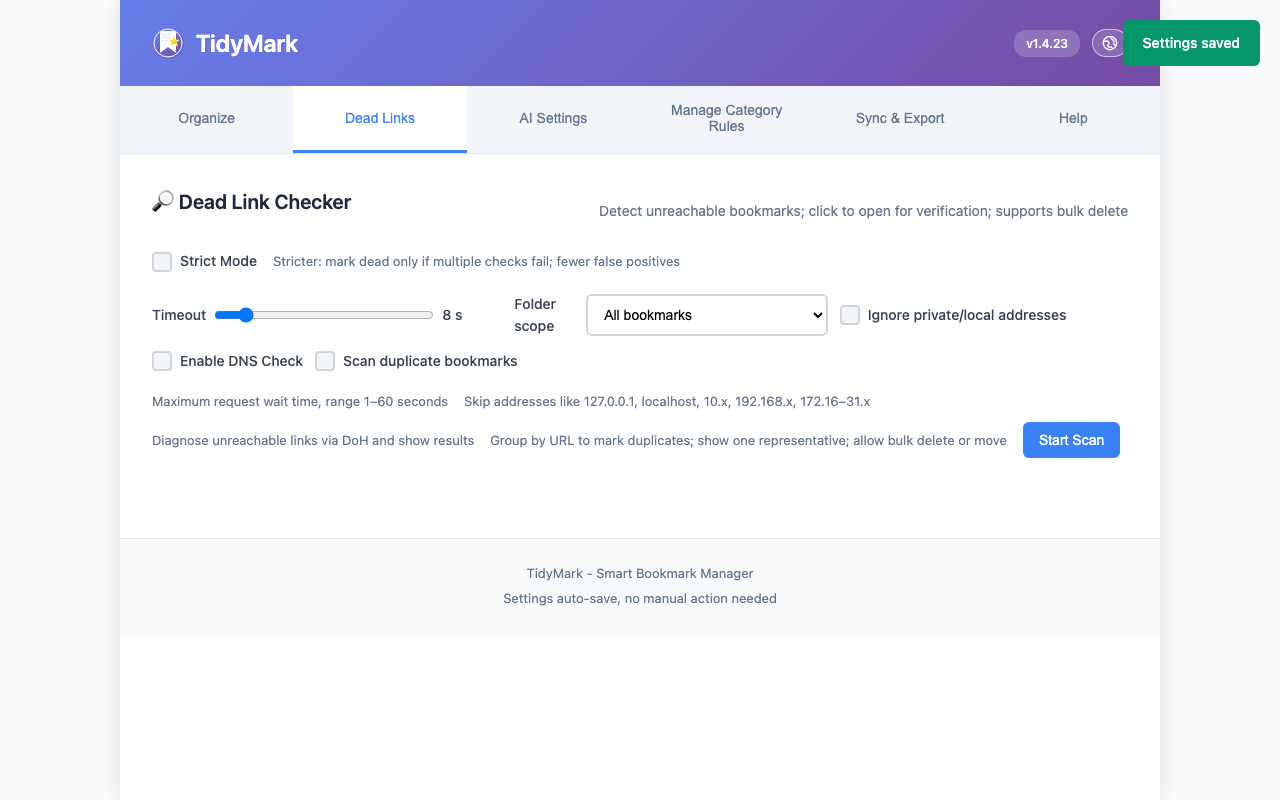 TidyMark
v1.4.23
Settings saved
Organize
Dead Links
AI Settings
Manage Category
Rules
Sync & Export
Help
Dead Link Checker
Detect unreachable bookmarks; click to open for verification; supports bulk delete
Strict Mode
Stricter: mark dead only if multiple checks fail; fewer false positives
Timeout
8 s
Folder
scope
All bookmarks
Ignore private/local addresses
Enable DNS Check
Scan duplicate bookmarks
Maximum request wait time, range 1–60 seconds
Skip addresses like 127.0.0.1, localhost, 10.x, 192.168.x, 172.16–31.x
Diagnose unreachable links via DoH and show results
Group by URL to mark duplicates; show one representative; allow bulk delete or move
Start Scan
TidyMark - Smart Bookmark Manager
Settings auto-save, no manual action needed